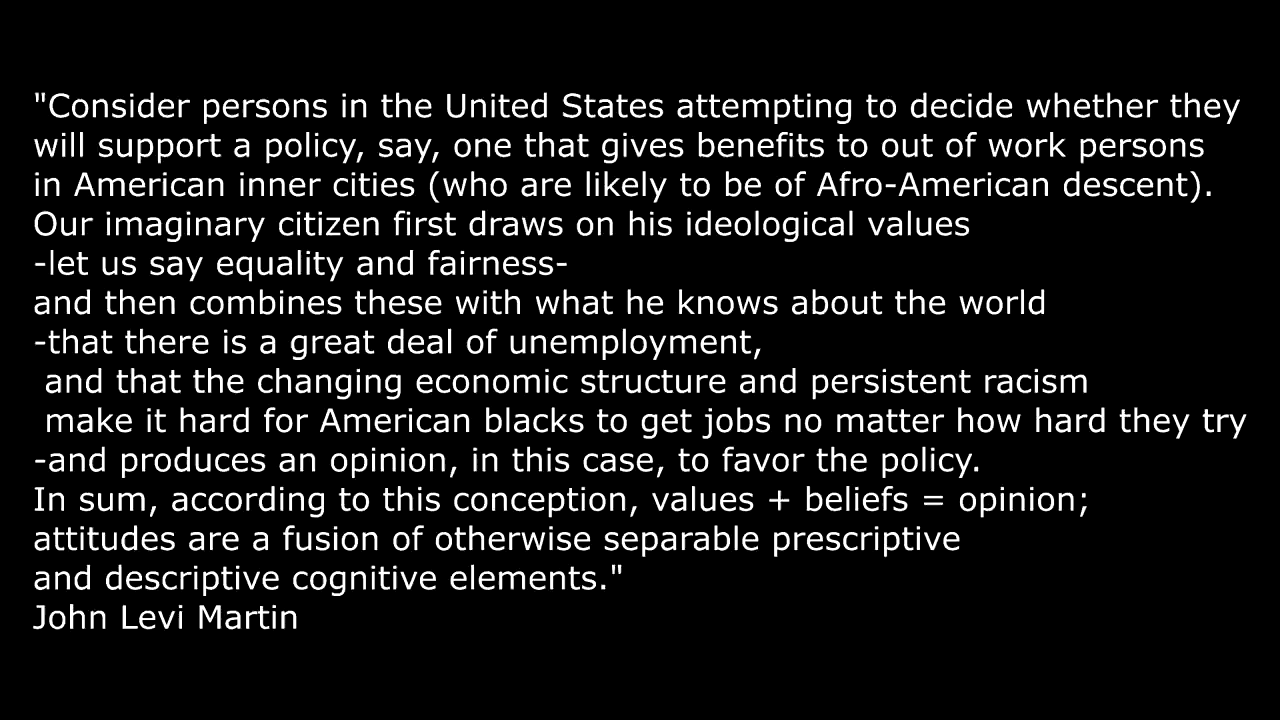 "Consider persons in the United States attempting to decide whether they
will support a policy, say, one that gives benefits to out of work persons
in American inner cities (who are likely to be of Afro-American descent).
Our imaginary citizen first draws on his ideological values
-let us say equality and fairness-
and then combines these with what he knows about the world
-that there is a great deal of unemployment,
and that the changing economic structure and persistent racism
make it hard for American blacks to get jobs no matter how hard they try
-and produces an opinion, in this case, to favor the policy.
In sum, according to this conception, values + beliefs = opinion;
attitudes are a fusion of otherwise separable prescriptive
and descriptive cognitive elements."
John Levi Martin